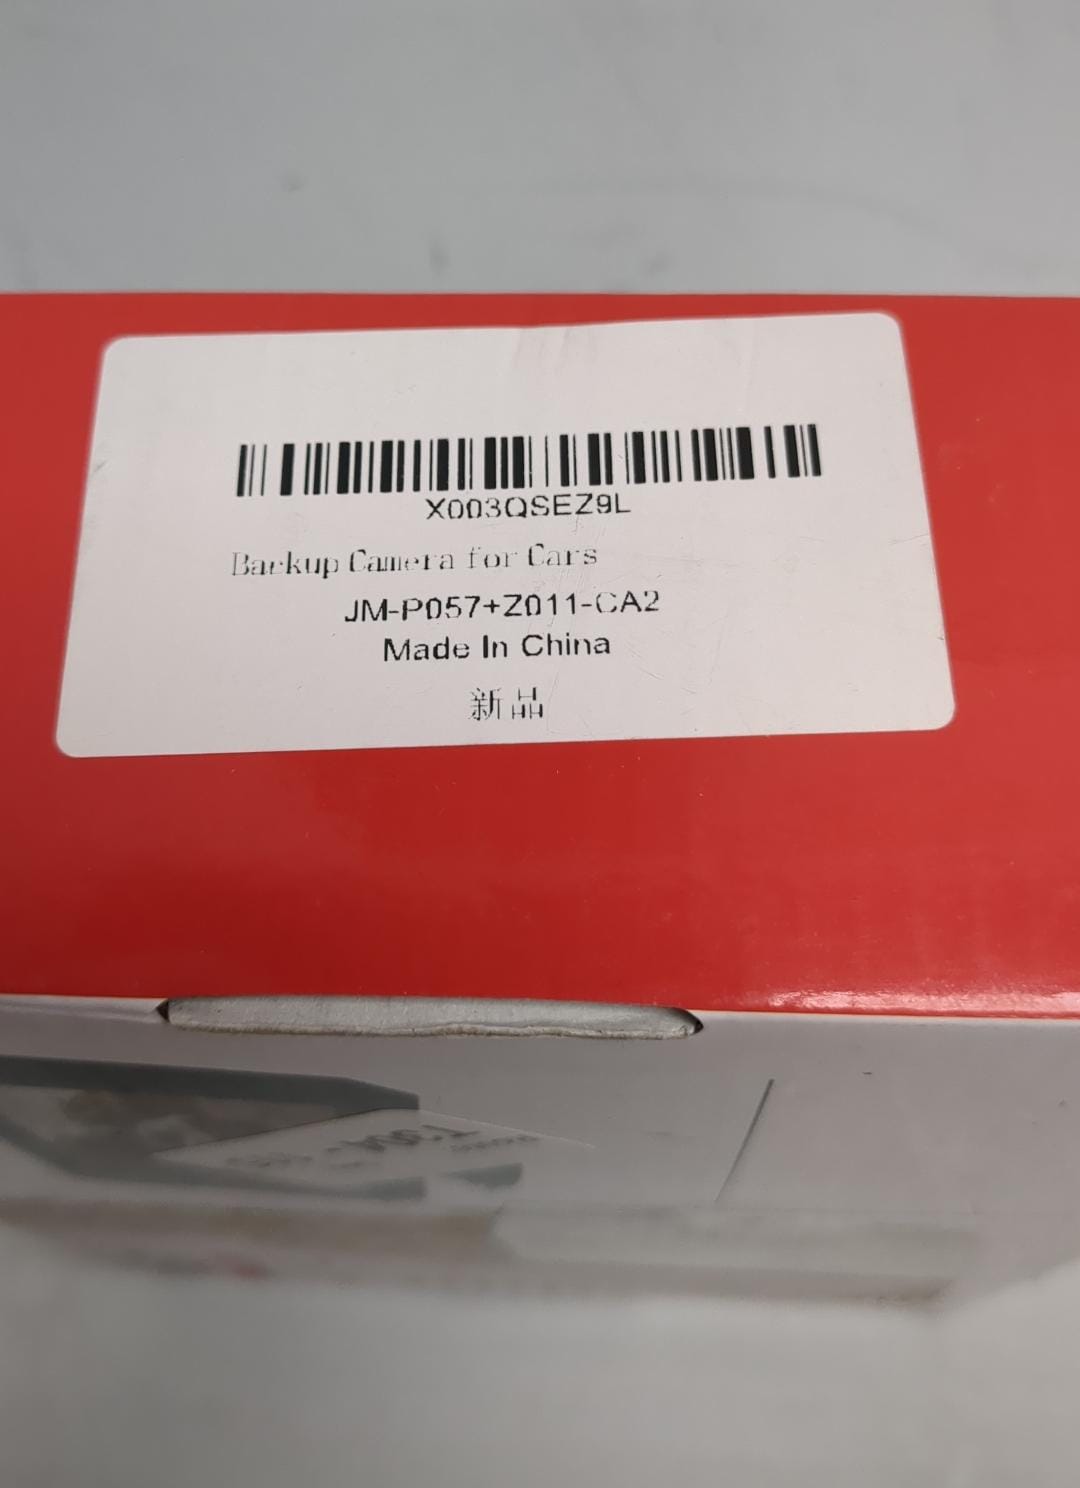 X003QSEZ9L
Backup Camera for Cars
JM-P057+Z011-CA2
Made In China
新品